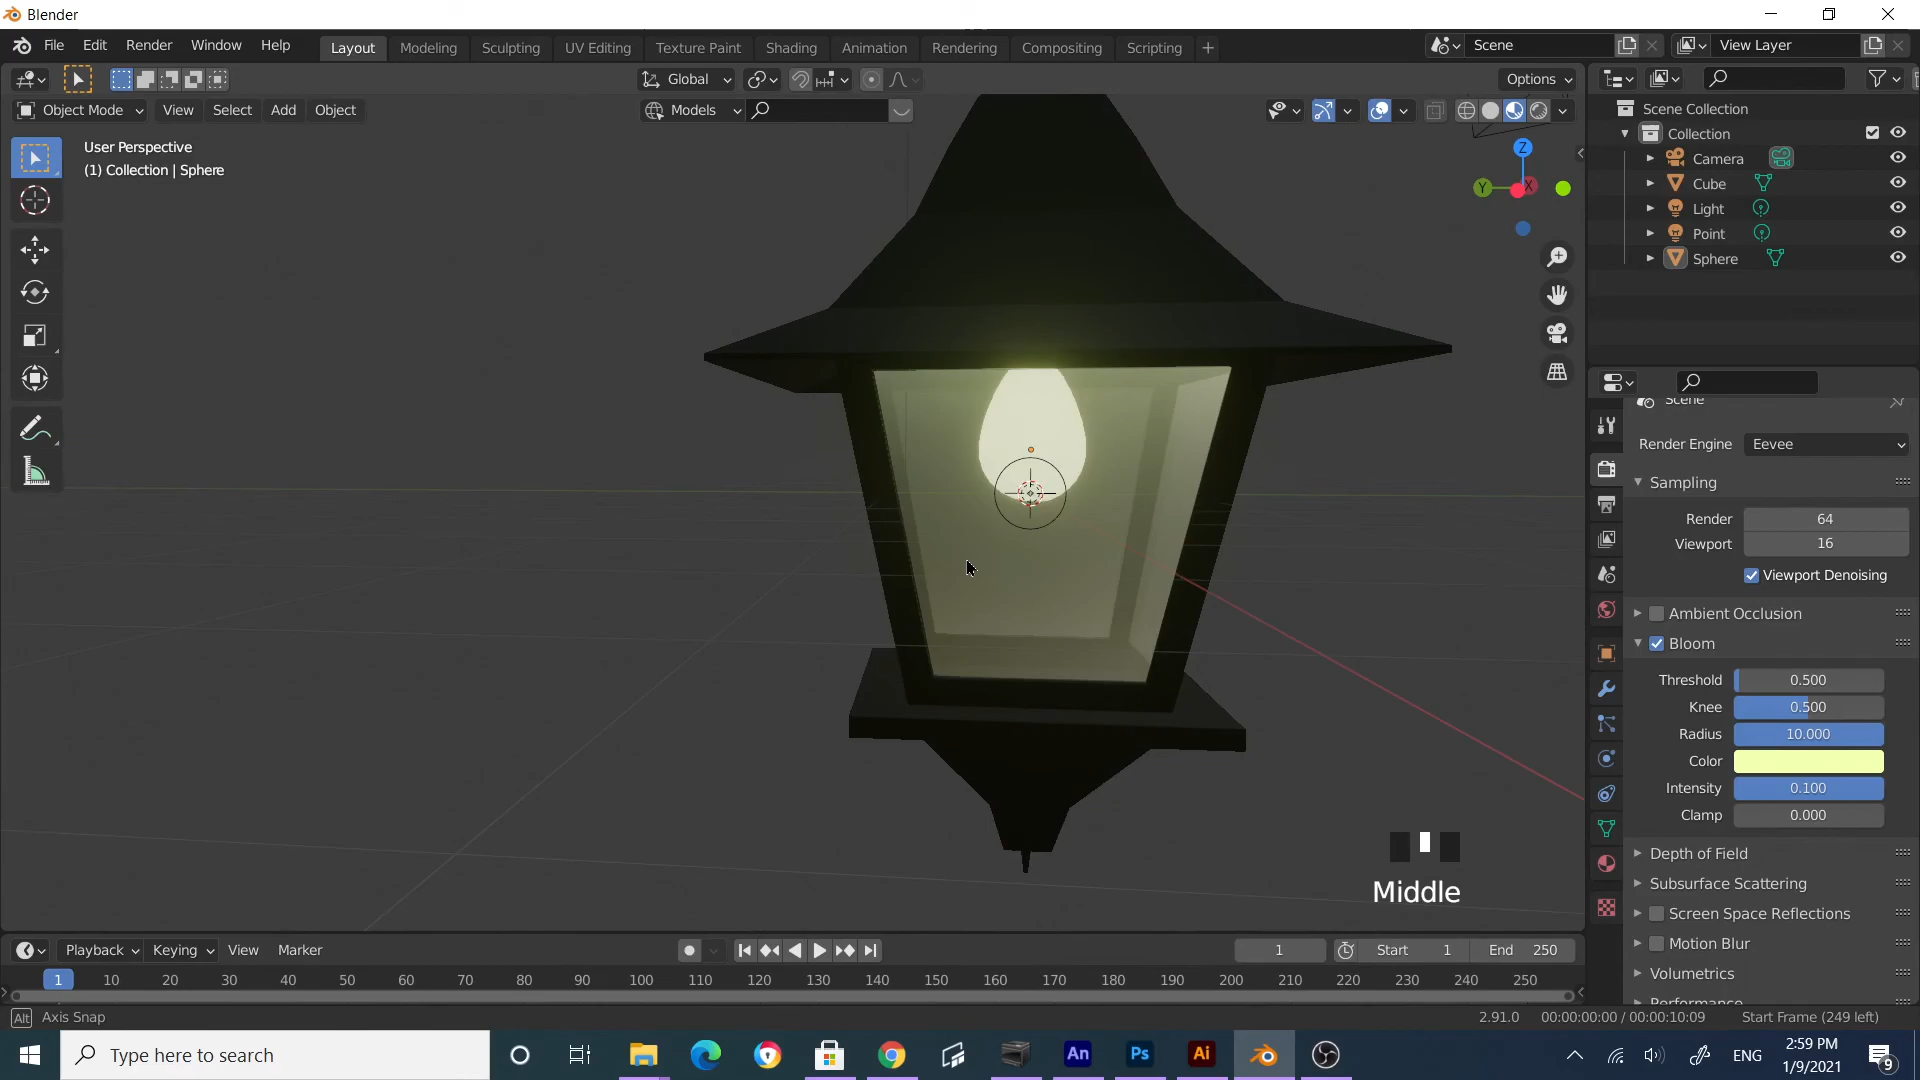 Blender
File Edit Render Window Help Layout Modeling Sculpting UV Editing Texture Paint Shading Animation Rendering Compositing Scripting + Scene View Layer
Global Options
Object Mode View Select Add Object Models
User Perspective
(1) Collection | Sphere
Z
Y
X
Scene Collection
Collection
Camera
Cube
Light
Point
Sphere
Scene
Render Engine Eevee
Sampling
Render 64
Viewport 16
Viewport Denoising
Ambient Occlusion
Bloom
Threshold 0.500
Knee 0.500
Radius 10.000
Color
Intensity 0.100
Clamp 0.000
Depth of Field
Subsurface Scattering
Screen Space Reflections
Motion Blur
Volumetrics
Performance
Middle
Playback Keying View Marker 1 Start 1 End 250
1 10 20 30 40 50 60 70 80 90 100 110 120 130 140 150 160 170 180 190 200 210 220 230 240 250
Alt Axis Snap 2.91.0 00:00:00:00 / 00:00:10:09 Start Frame (249 left)
Type here to search An Ps Ai ENG 2:59 PM
1/9/2021
9